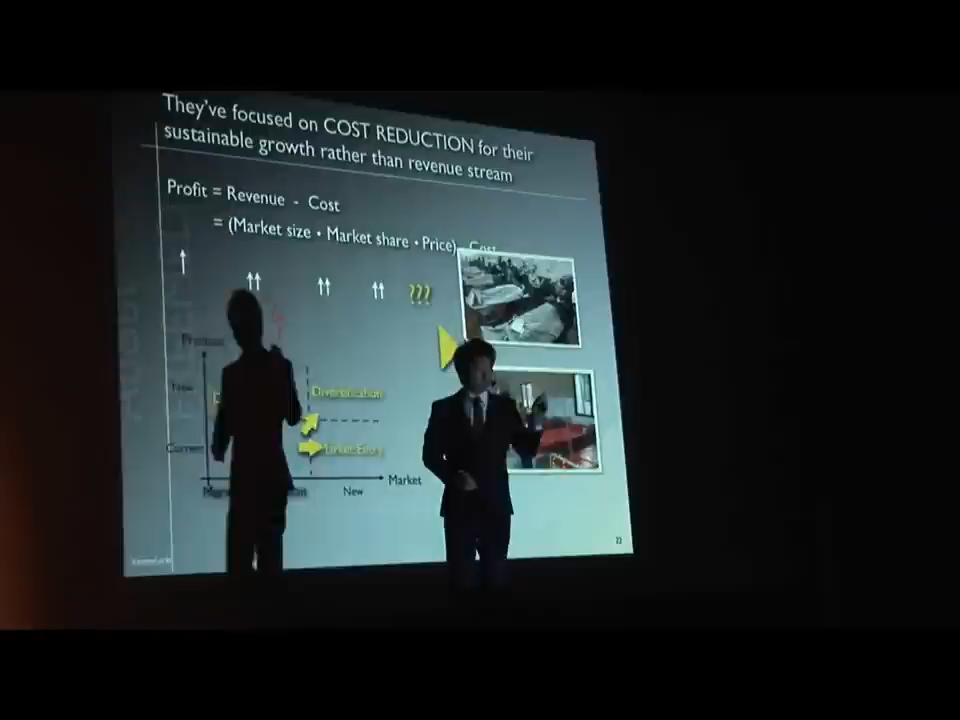 They've focused on COST REDUCTION for their
sustainable growth rather than revenue stream
Profit = Revenue - Cost
= (Market size • Market share • Price) - Cost
???
Product
New
Diversification
Current
Market Entry
Market
New
22